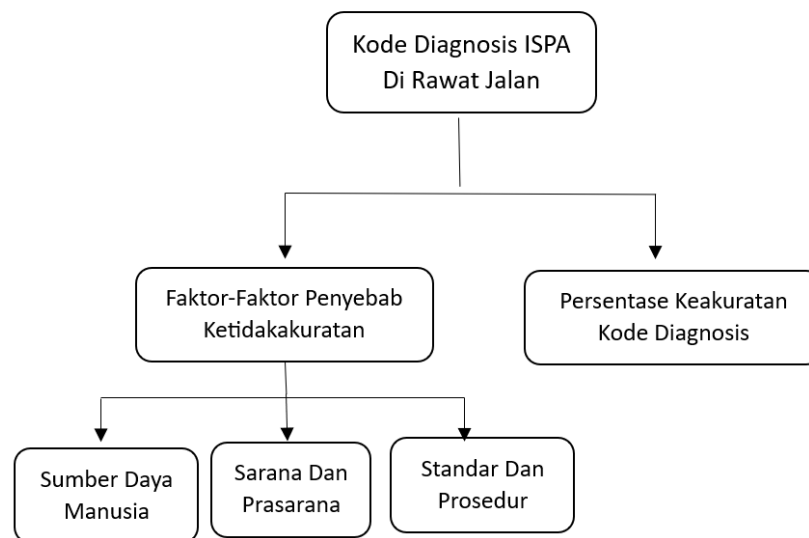 Kode Diagnosis ISPA
Di Rawat Jalan
Faktor-Faktor Penyebab
Ketidakakuratan
Persentase Keakuratan
Kode Diagnosis
Sumber Daya
Manusia
Sarana Dan
Prasarana
Standar Dan
Prosedur